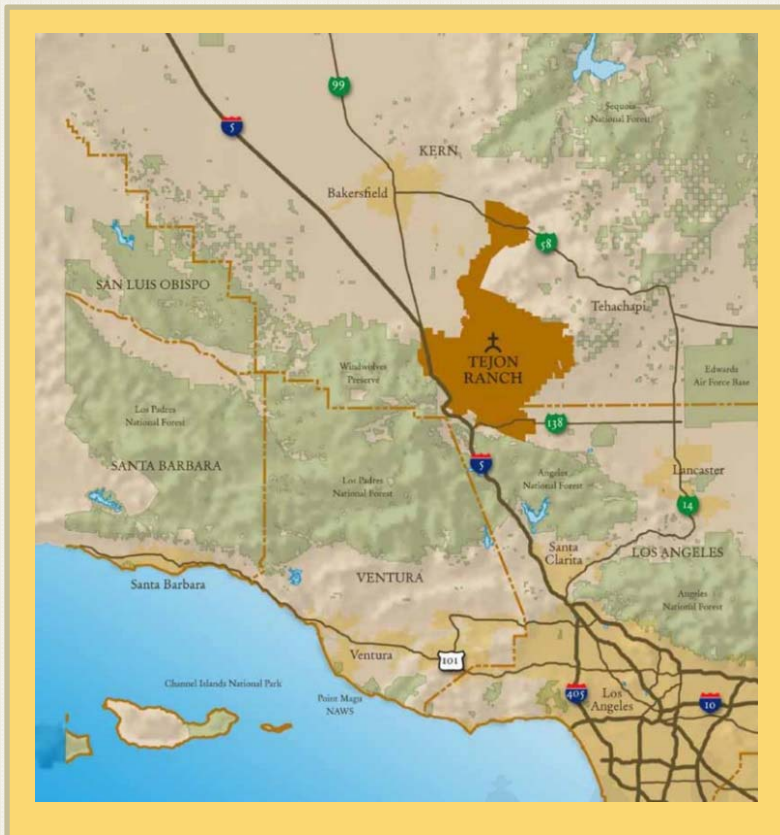 99
5
Sequoia
National Forest
KERN
Bakersfield
58
SAN LUIS OBISPO
Tehachapi
TEJON
RANCH
Windwolves
Preserve
Edwards
Air Force Base
Los Padres
National Forest
138
SANTA BARBARA
5
Los Padres
National Forest
Angeles
National Forest
Lancaster
14
Santa
Clarita
LOS ANGELES
Santa Barbara
VENTURA
Angeles
National Forest
Ventura
101
Channel Islands National Park
Point Magu
NAWS
405
Los
Angeles
10